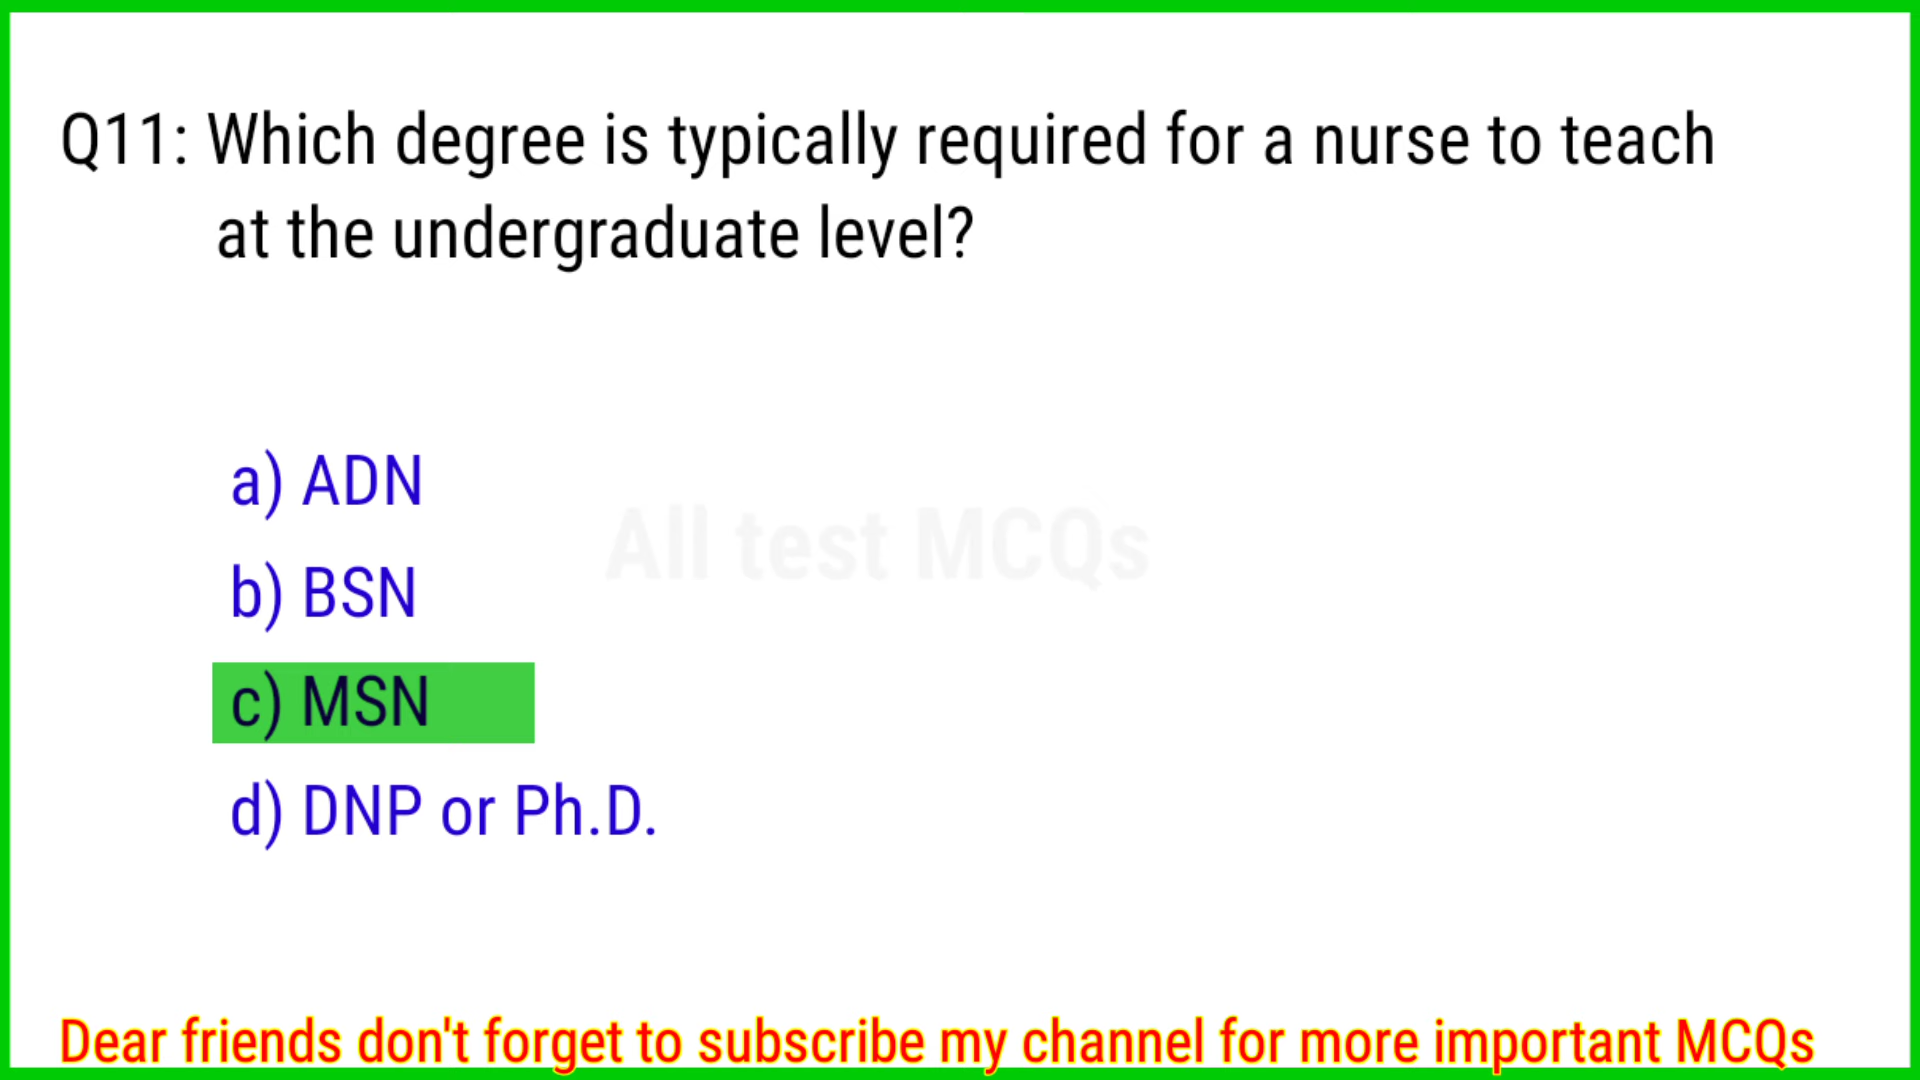 Q11: Which degree is typically required for a nurse to teach
at the undergraduate level?
a) ADN
All test MCQs
b) BSN
c) MSN
d) DNP or Ph.D.
Dear friends don't forget to subscribe my channel for more important MCQs